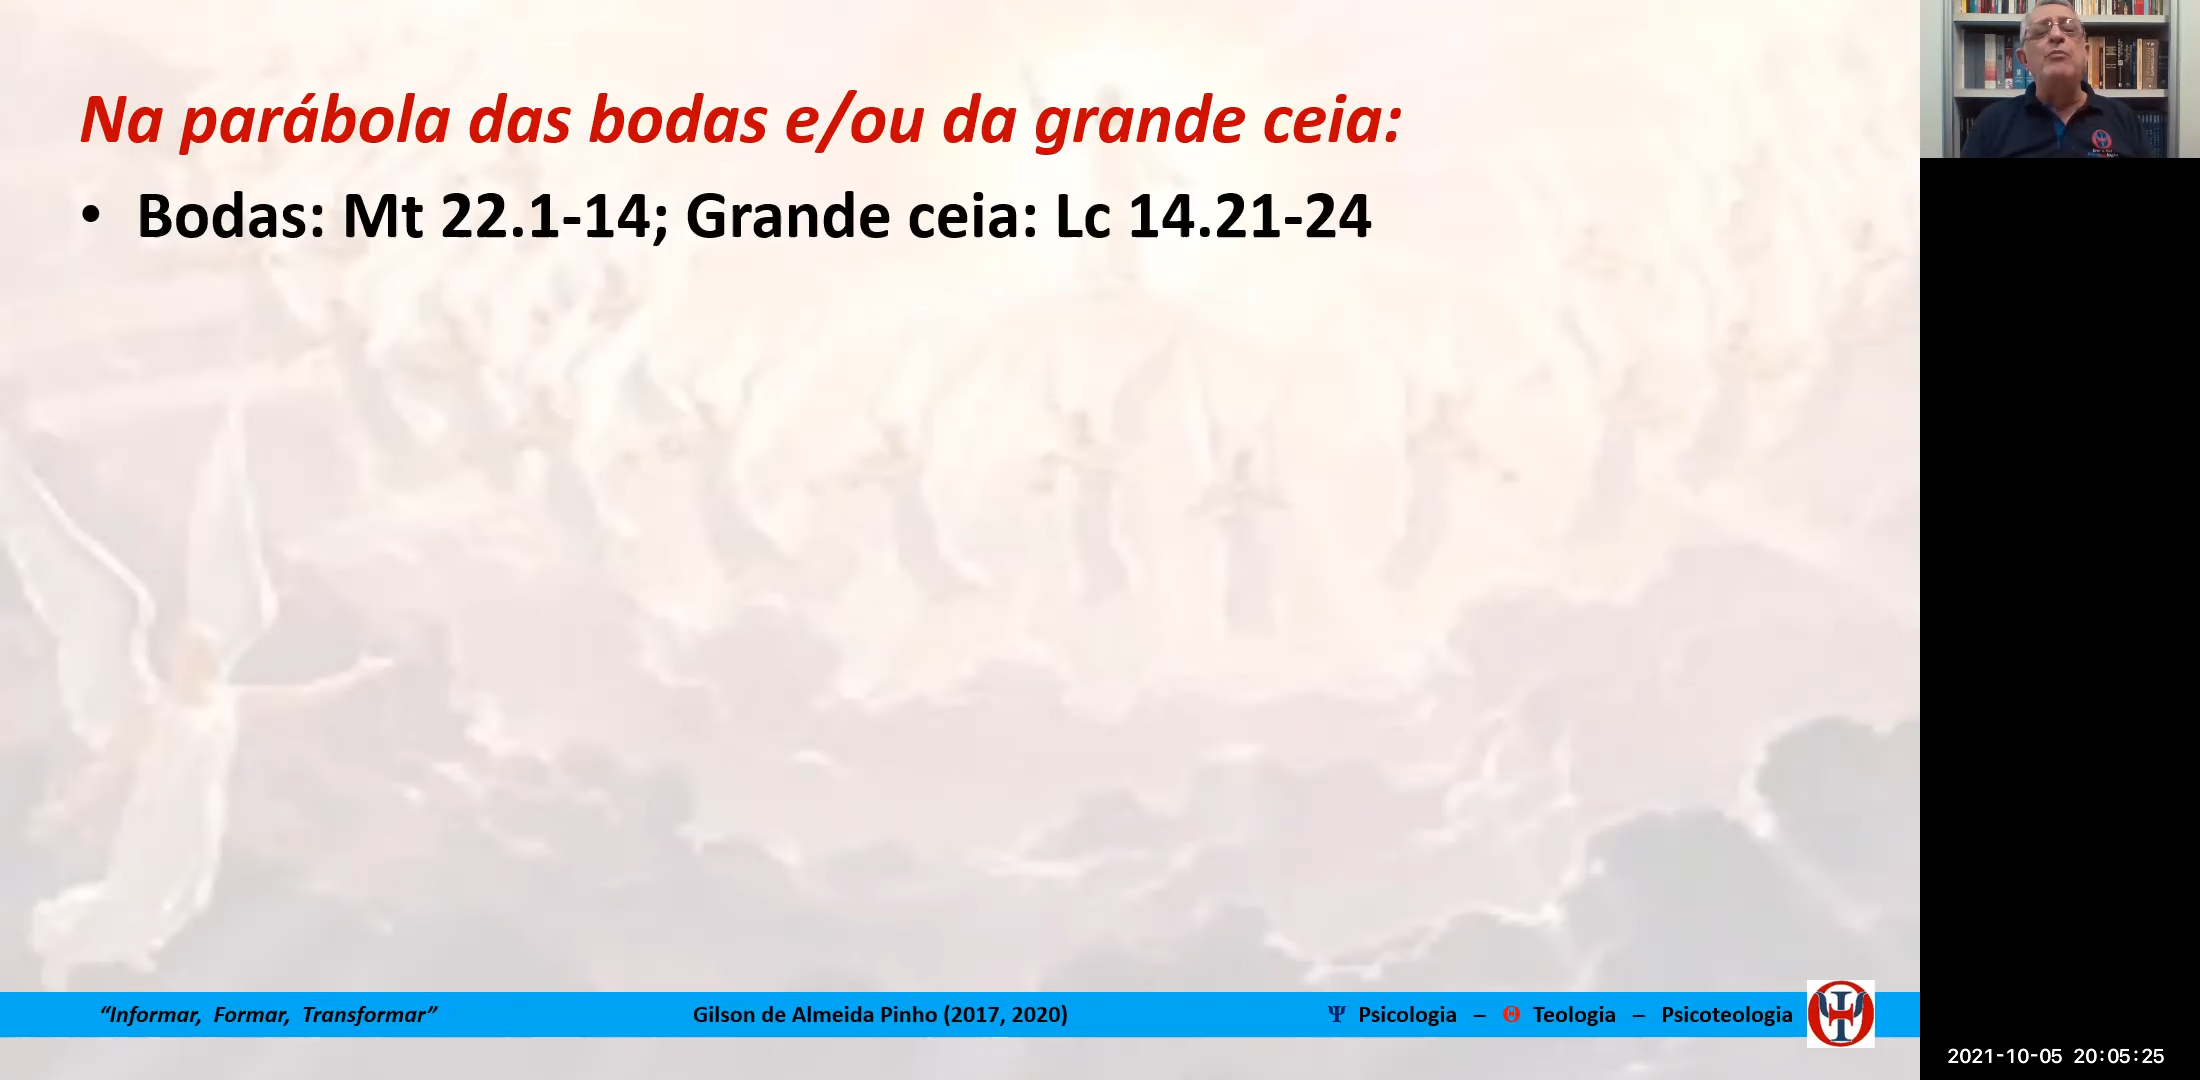 Na parábola das bodas e/ou da grande ceia:
• Bodas: Mt 22.1-14; Grande ceia: Lc 14.21-24
“Informar, Formar, Transformar”
Gilson de Almeida Pinho (2017, 2020)
Ψ Psicologia – Θ Teologia – Psicoteologia
2021-10-05 20:05:25